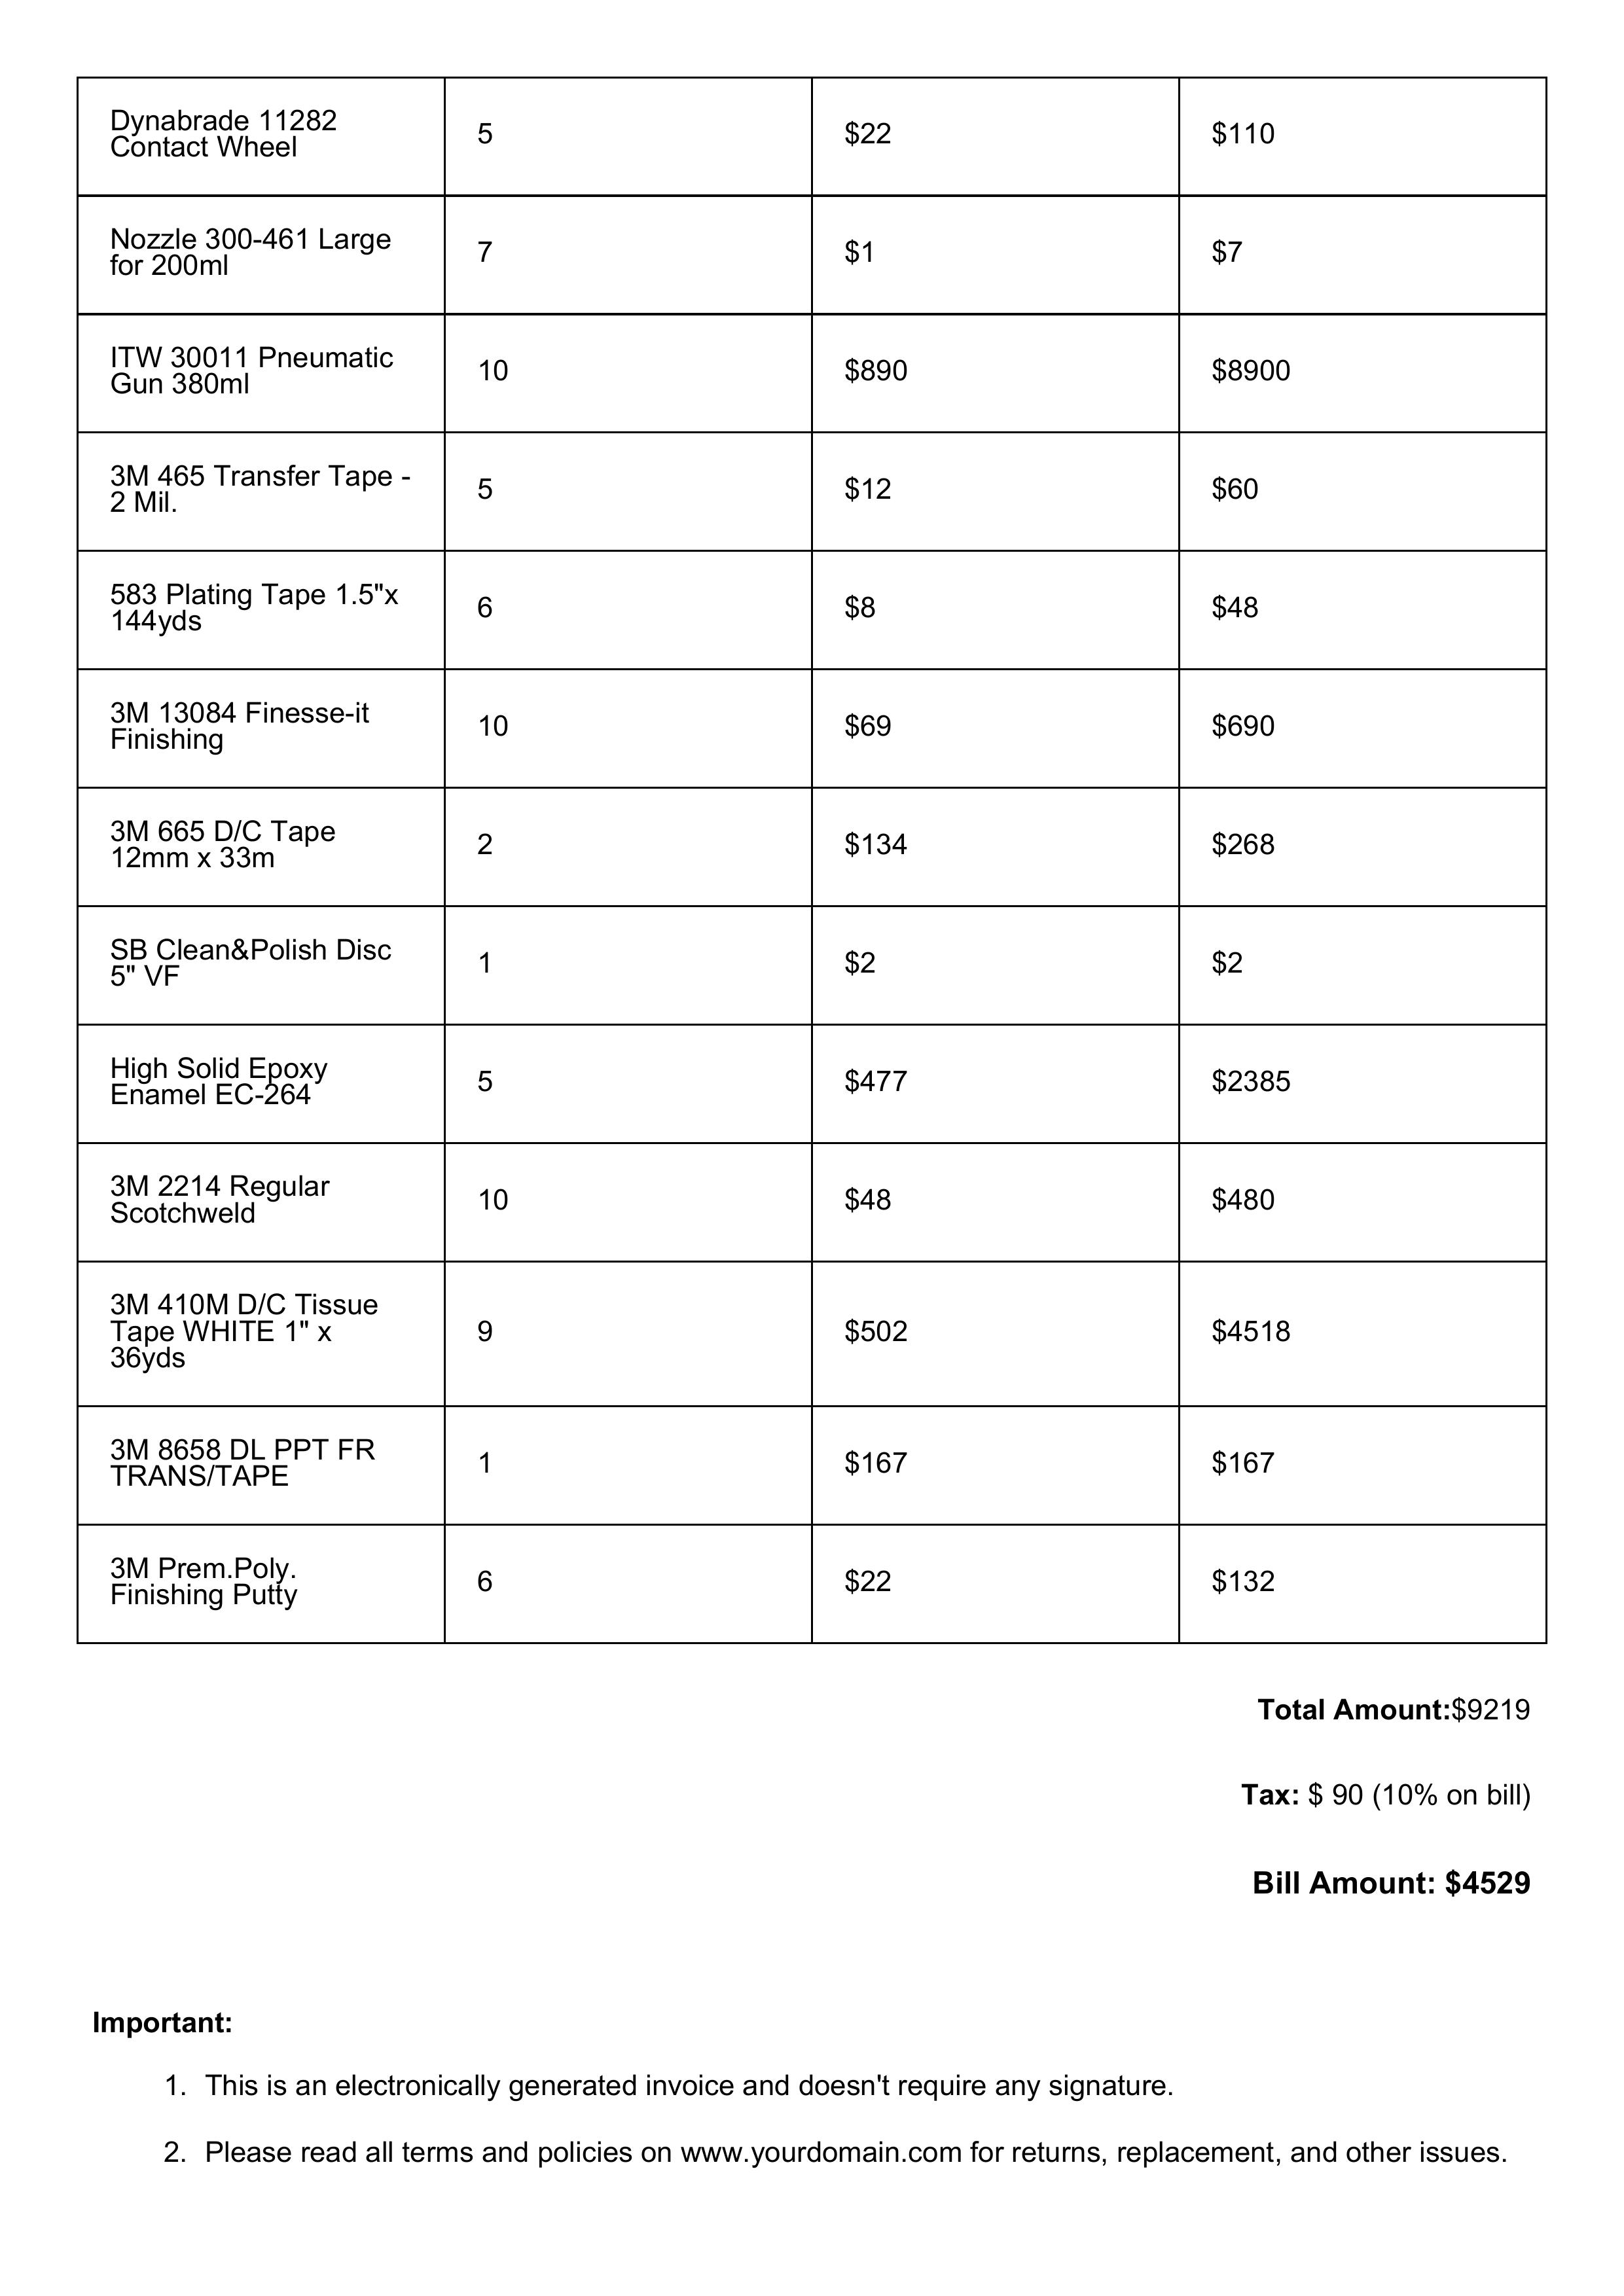 Dynabrade 11282
Contact Wheel
5
$22
$110
Nozzle 300-461 Large
for 200ml
7
$1
$7
ITW 30011 Pneumatic
Gun 380ml
10
$890
$8900
3M 465 Transfer Tape -
2 Mil.
5
$12
$60
583 Plating Tape 1.5"x
144yds
6
$8
$48
3M 13084 Finesse-it
Finishing
10
$69
$690
3M 665 D/C Tape
12mm x 33m
2
$134
$268
SB Clean&Polish Disc
5" VF
1
$2
$2
High Solid Epoxy
Enamel EC-264
5
$477
$2385
3M 2214 Regular
Scotchweld
10
$48
$480
3M 410M D/C Tissue
Tape WHITE 1" x
36yds
9
$502
$4518
3M 8658 DL PPT FR
TRANS/TAPE
1
$167
$167
3M Prem.Poly.
Finishing Putty
6
$22
$132
Total Amount:$9219
Tax: $ 90 (10% on bill)
Bill Amount: $4529
Important:
1. This is an electronically generated invoice and doesn't require any signature.
2. Please read all terms and policies on www.yourdomain.com for returns, replacement, and other issues.